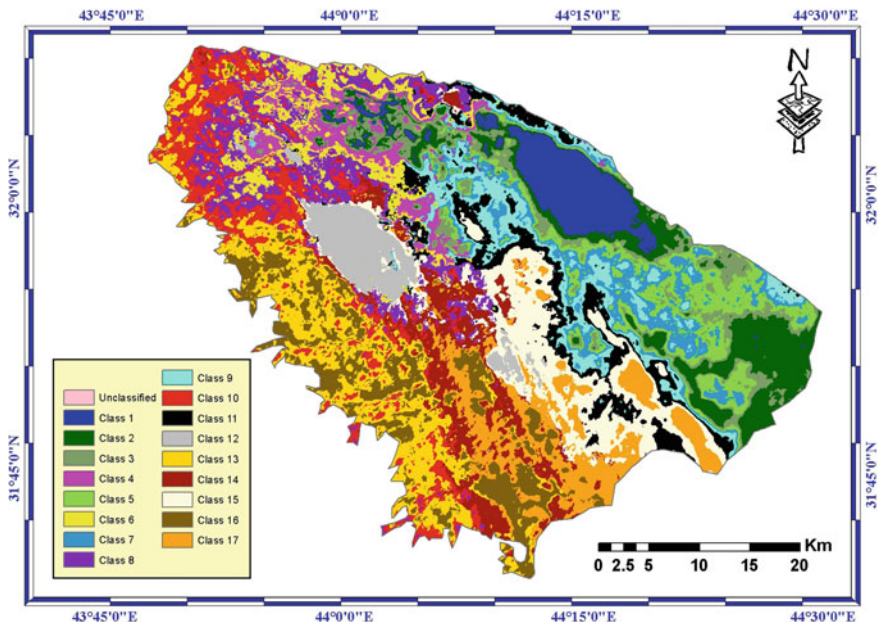 43°45'0"E 44°0'0"E 44°15'0"E 44°30'0"E
N
32°0'0"N 32°0'0"N
31°45'0"N 31°45'0"N
Unclassified
Class 1
Class 2
Class 3
Class 4
Class 5
Class 6
Class 7
Class 8
Class 9
Class 10
Class 11
Class 12
Class 13
Class 14
Class 15
Class 16
Class 17
Km
0 2.5 5 10 15 20
43°45'0"E 44°0'0"E 44°15'0"E 44°30'0"E